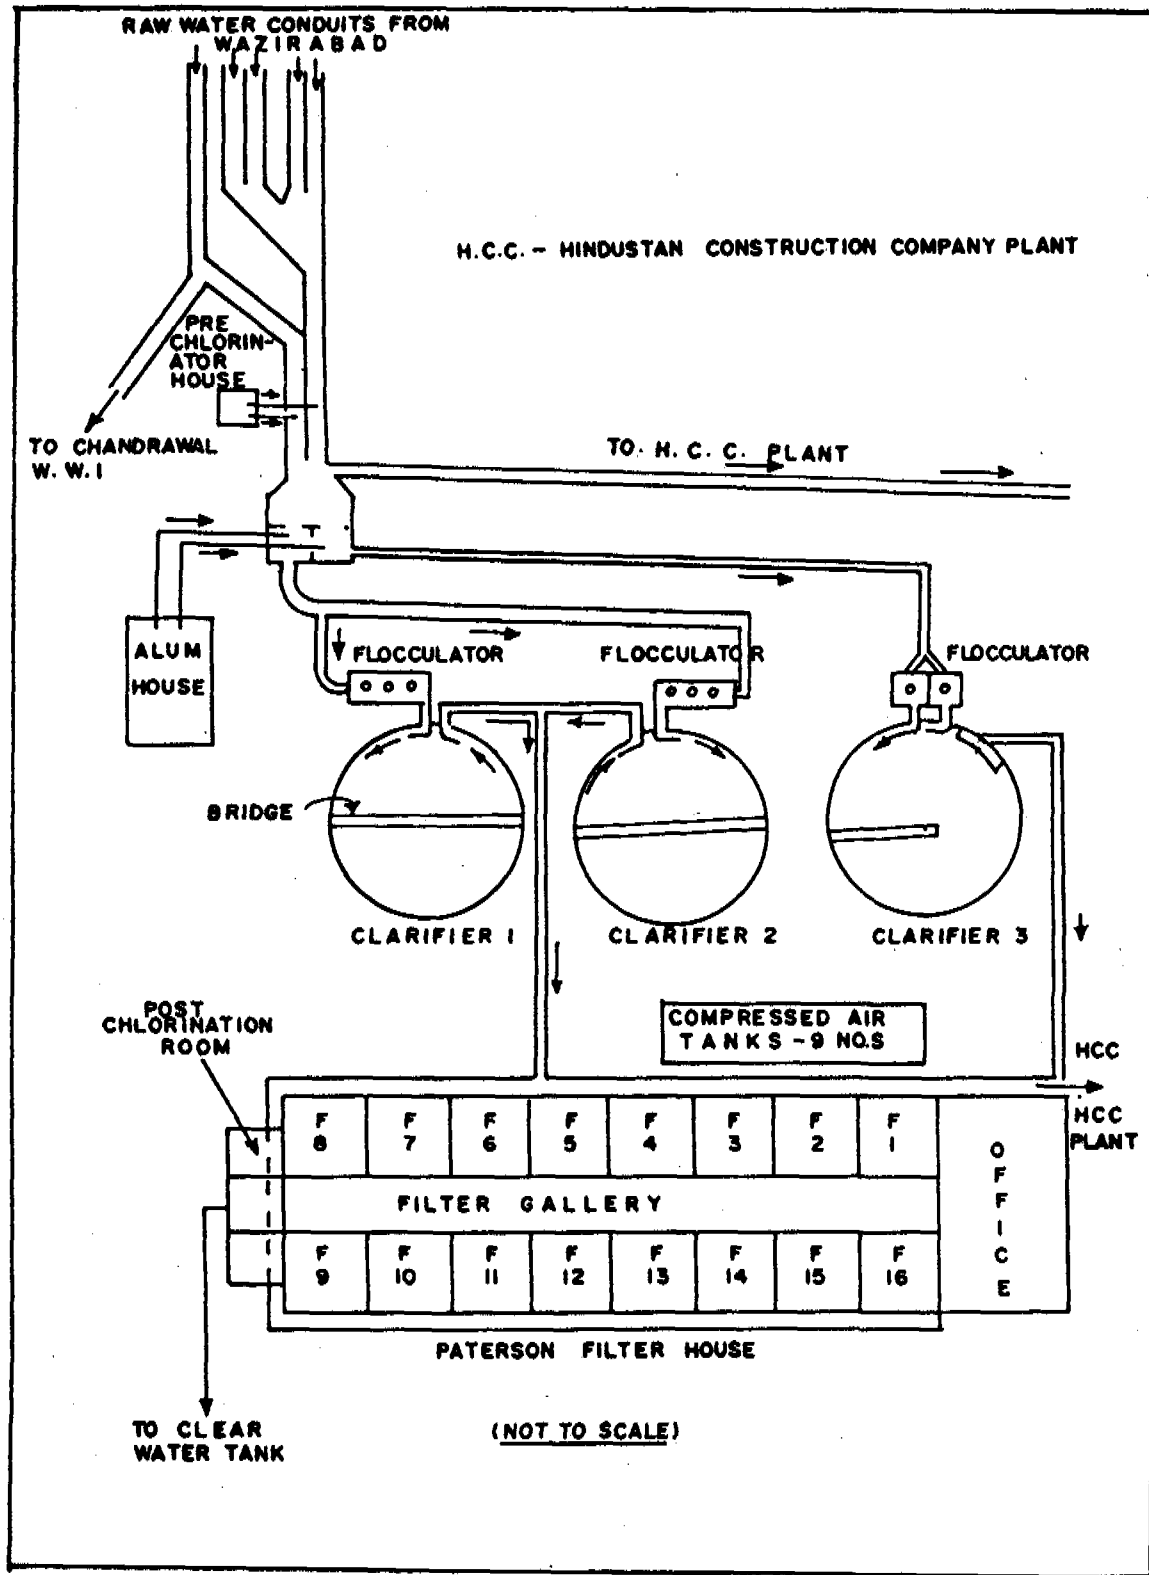 RAW WATER CONDUITS FROM
WAZIRABAD
H.C.C. - HINDUSTAN CONSTRUCTION COMPANY PLANT
PRE
CHLORIN-
ATOR
HOUSE
TO CHANDRAWAL
W. W. I
TO. H. C. C. PLANT
ALUM
HOUSE
FLOCCULATOR
FLOCCULATOR
FLOCCULATOR
BRIDGE
CLARIFIER 1
CLARIFIER 2
CLARIFIER 3
POST
CHLORINATION
ROOM
COMPRESSED AIR
TANKS - 9 NO.S
HCC
HCC
PLANT
F F F F F F F F
8 7 6 5 4 3 2 1
FILTER GALLERY
F F F F F F F F
9 10 11 12 13 14 15 16
OFFICE
PATERSON FILTER HOUSE
TO CLEAR
WATER TANK
(NOT TO SCALE)